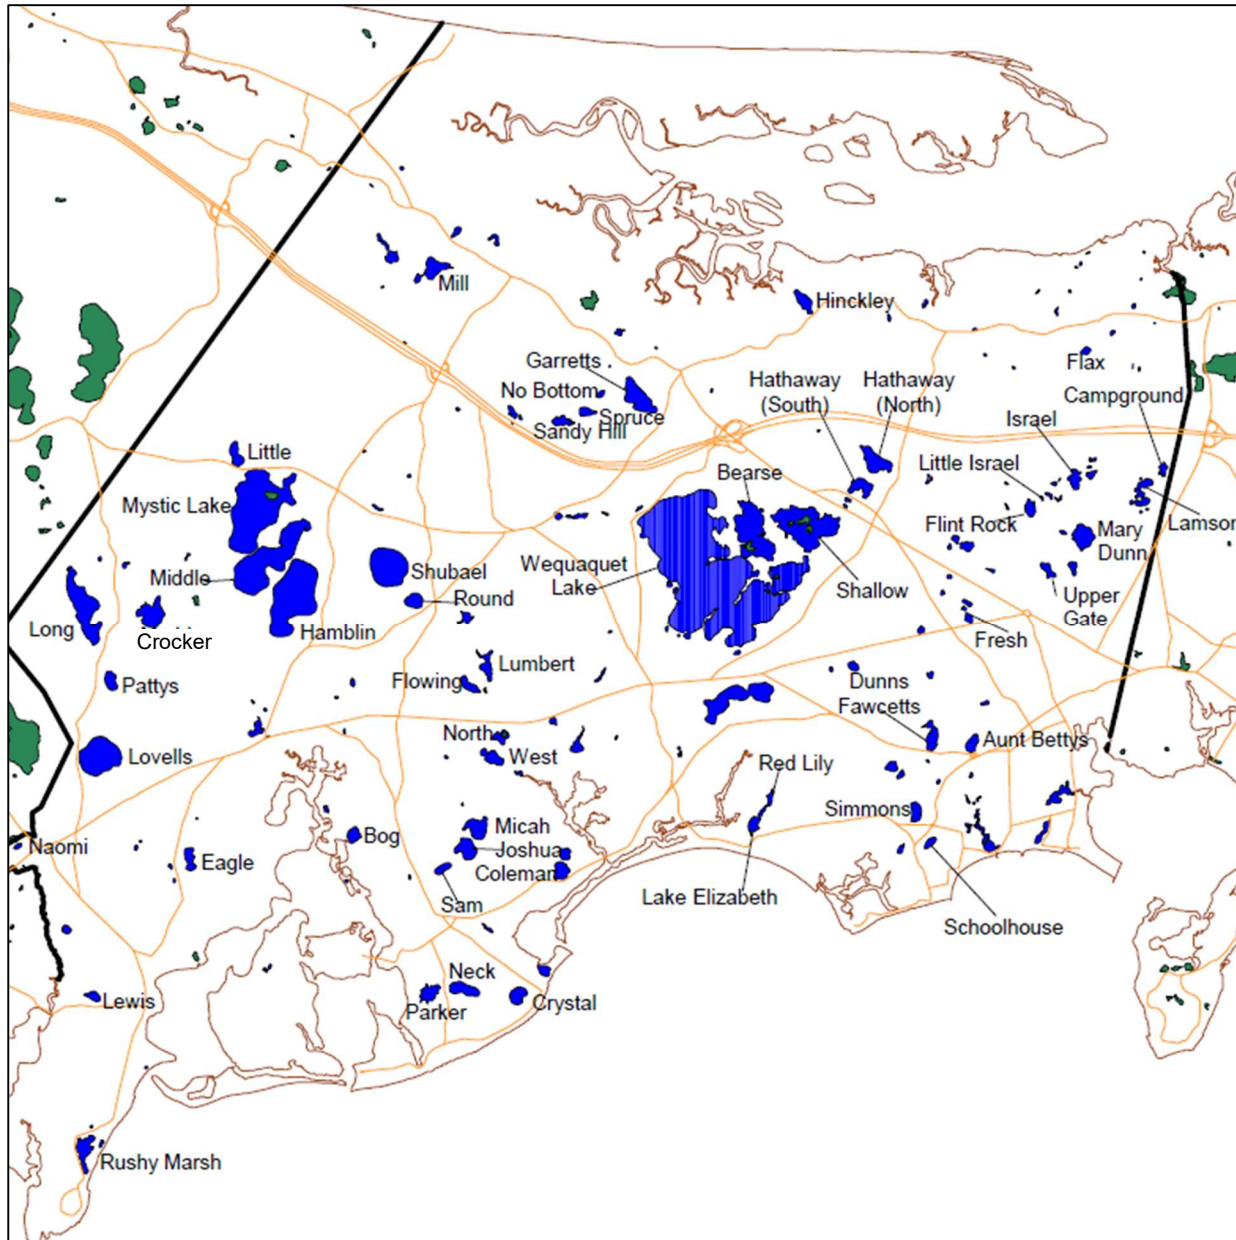 Mill
Hinckley
Garretts
No Bottom
Spruce
Sandy Hill
Hathaway
(South)
Hathaway
(North)
Flax
Campground
Israel
Little Israel
Flint Rock
Mary
Dunn
Lamson
Little
Mystic Lake
Bearse
Wequaquet
Lake
Shallow
Middle
Shubael
Round
Hamblin
Long
Crocker
Upper
Gate
Fresh
Pattys
Flowing
Lumbert
Dunns
Fawcetts
Aunt Bettys
North
West
Lovells
Red Lily
Simmons
Naomi
Eagle
Bog
Micah
Joshua
Coleman
Sam
Lake Elizabeth
Schoolhouse
Lewis
Neck
Parker
Crystal
Rushy Marsh